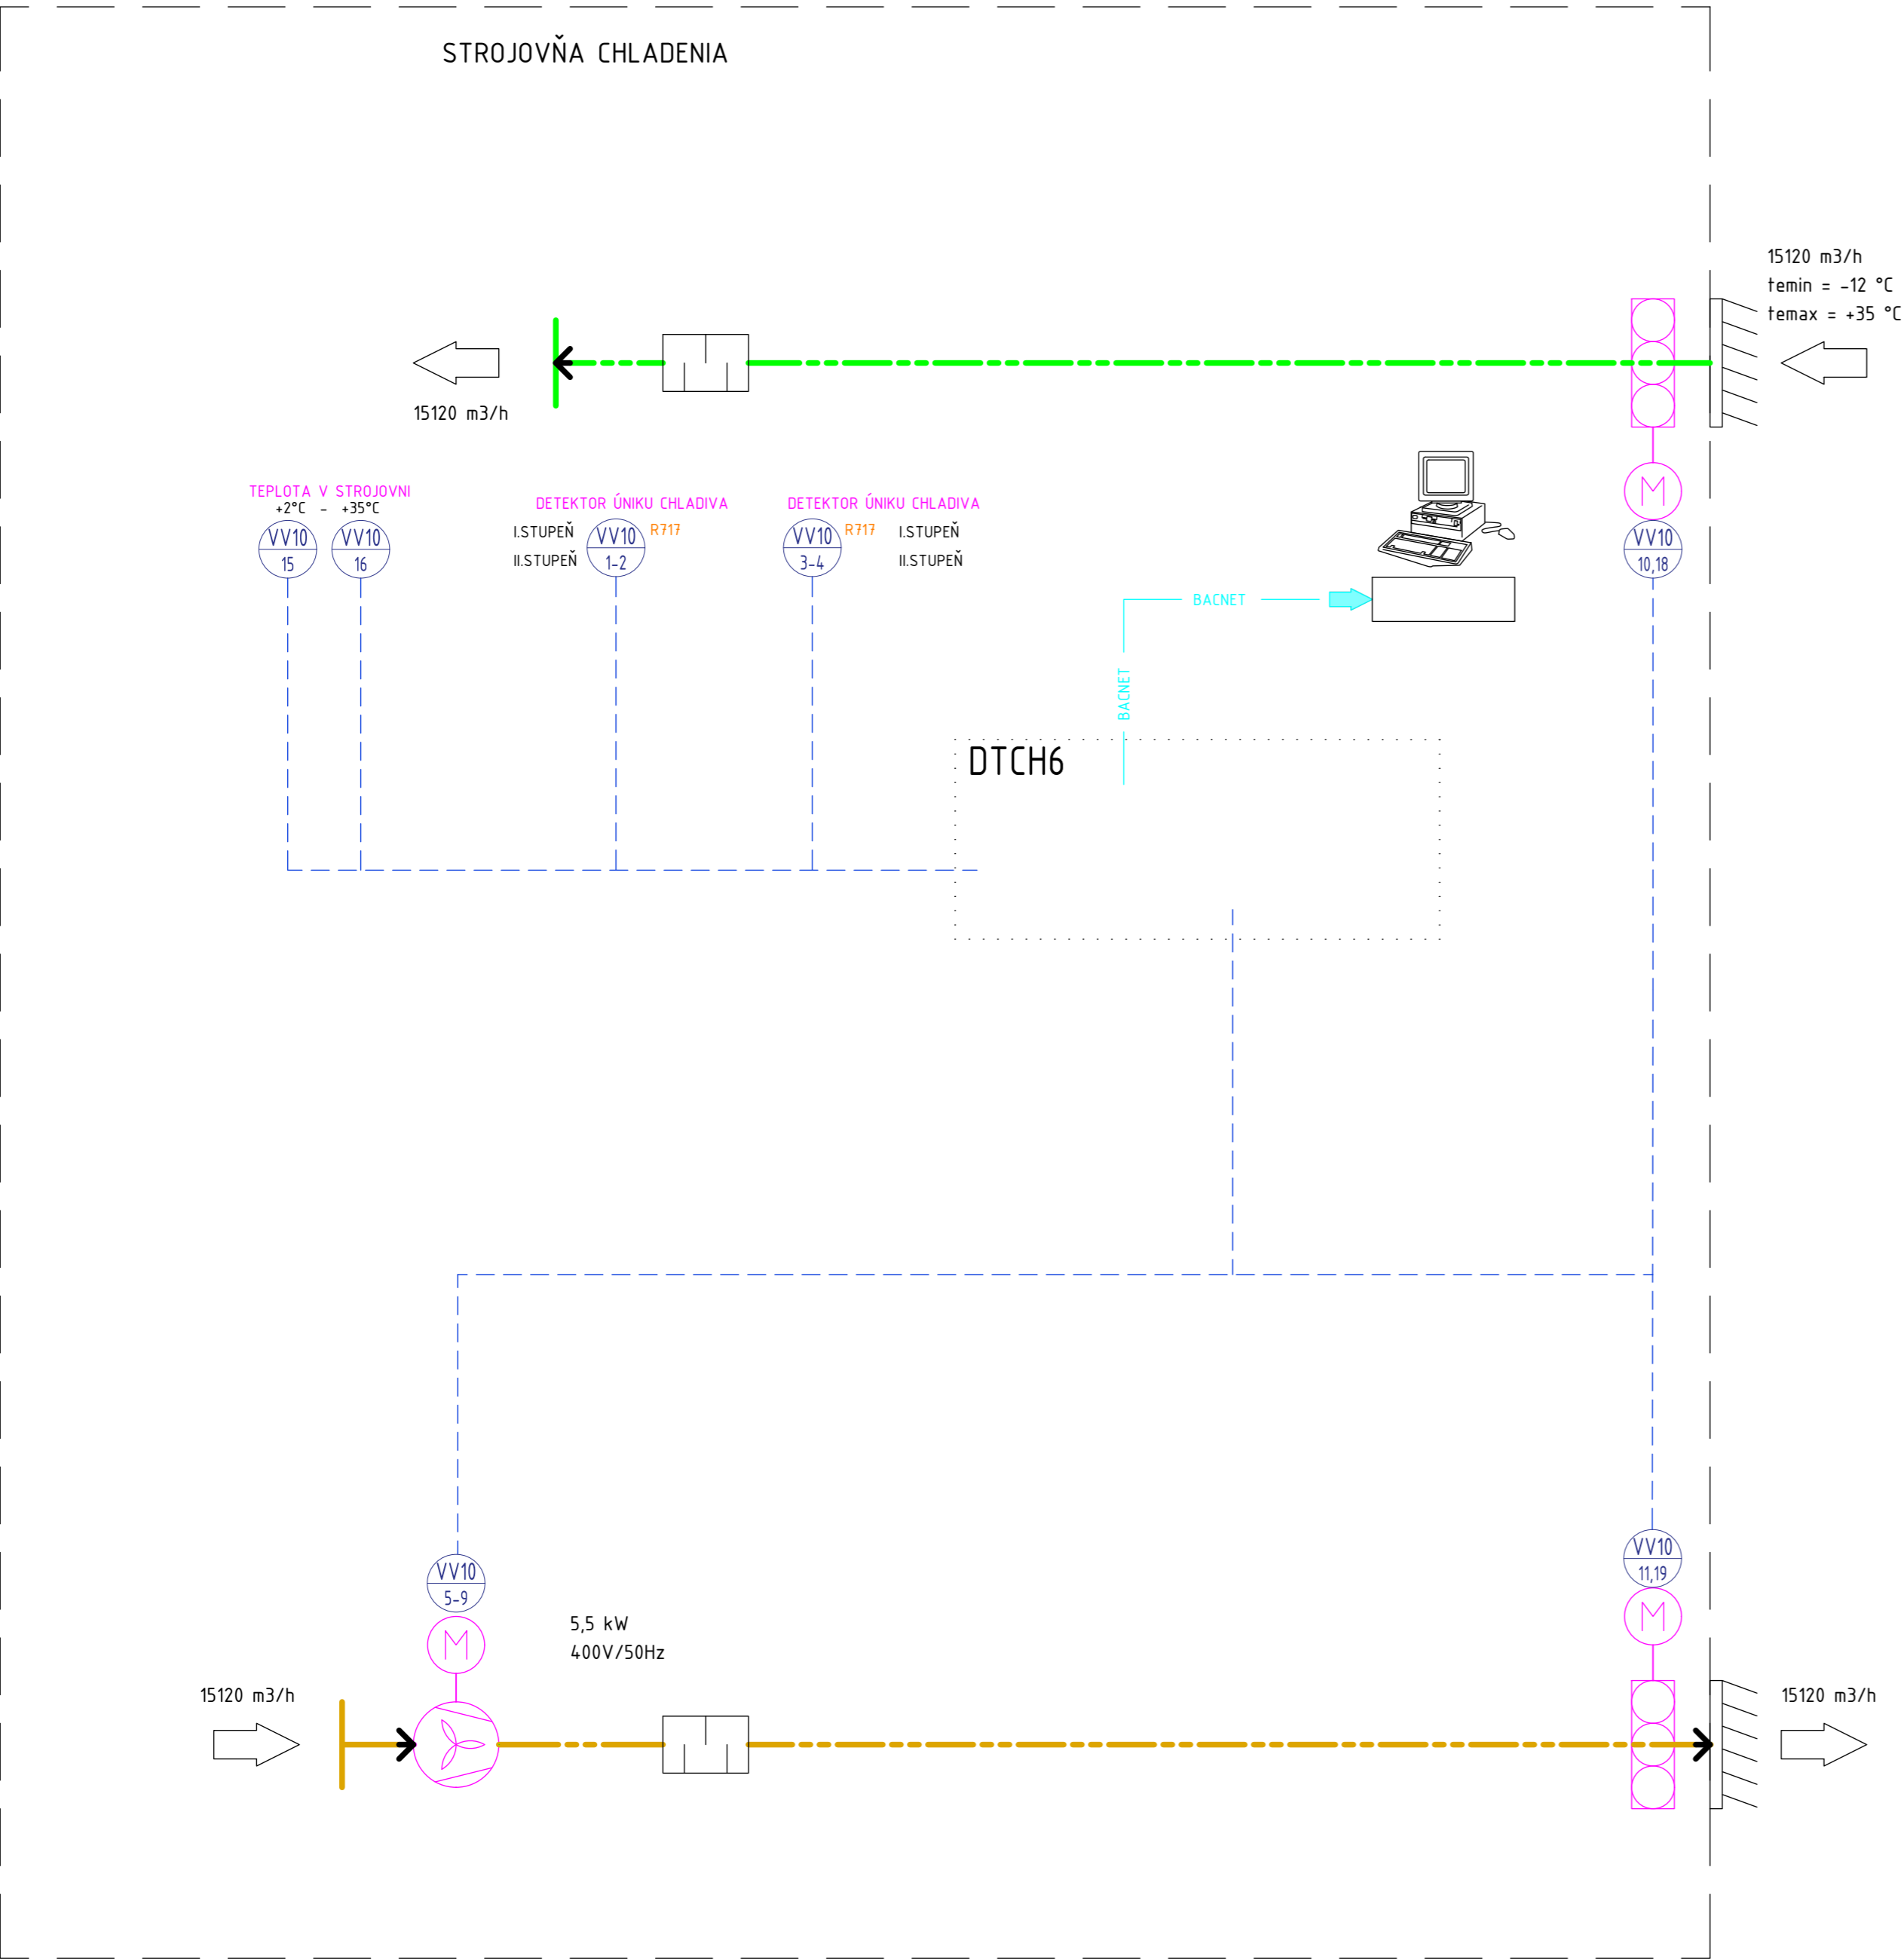 STROJOVŇA CHLADENIA
15120 m3/h
temin = -12 °C
temax = +35 °C
15120 m3/h
TEPLOTA V STROJOVNI
+2°C - +35°C
VV10
15
VV10
16
DETEKTOR ÚNIKU CHLADIVA
I.STUPEŇ
II.STUPEŇ
VV10
1-2
R717
DETEKTOR ÚNIKU CHLADIVA
VV10
3-4
R717
I.STUPEŇ
II.STUPEŇ
M
VV10
10,18
BACNET
BACNET
DTCH6
VV10
5-9
M
5,5 kW
400V/50Hz
VV10
11,19
M
15120 m3/h
15120 m3/h